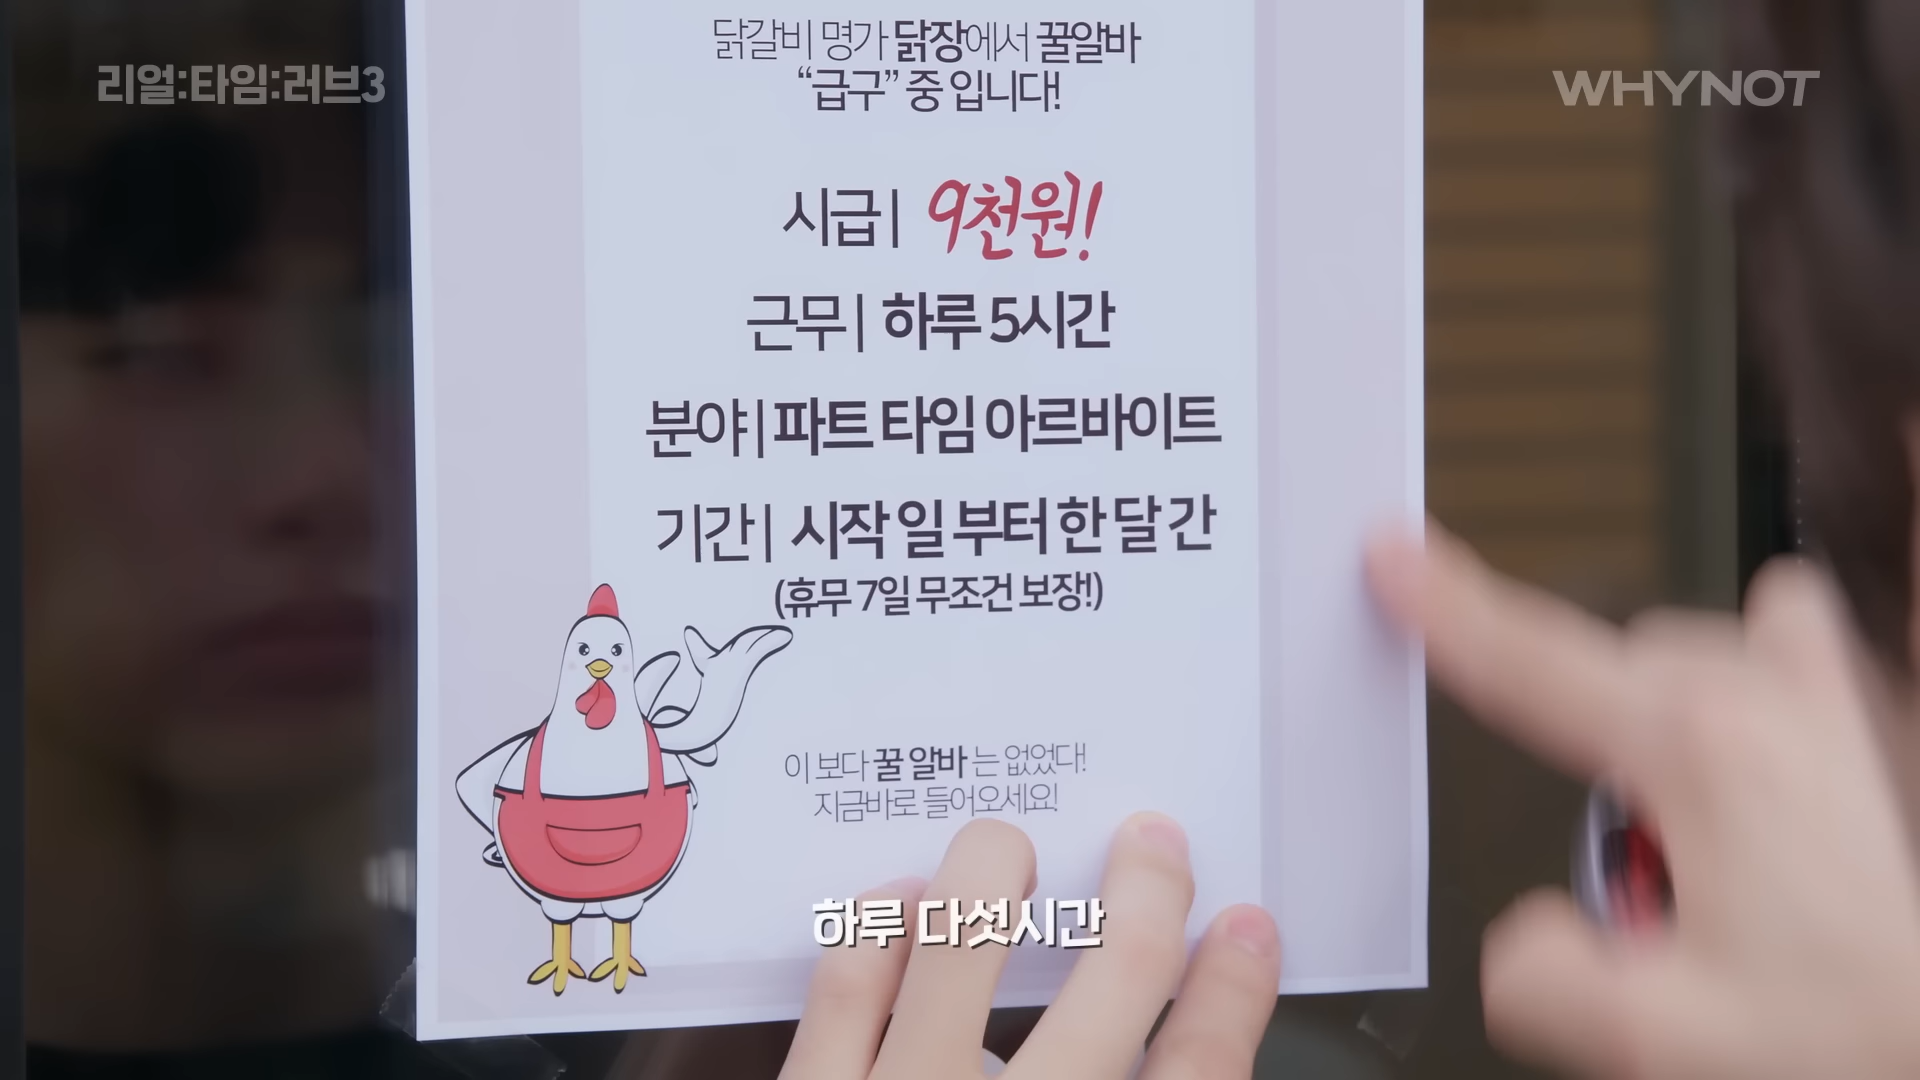 리얼:타임:러브3
WHYNOT
닭갈비 명가 닭장에서 꿀알바
“급구” 중 입니다!
시급| 9천원!
근무| 하루 5시간
분야| 파트 타임 아르바이트
기간| 시작 일 부터 한 달 간
(휴무 7일 무조건 보장!)
이 보다 꿀 알바 는 없었다!
지금바로 들어오세요!
하루 다섯시간